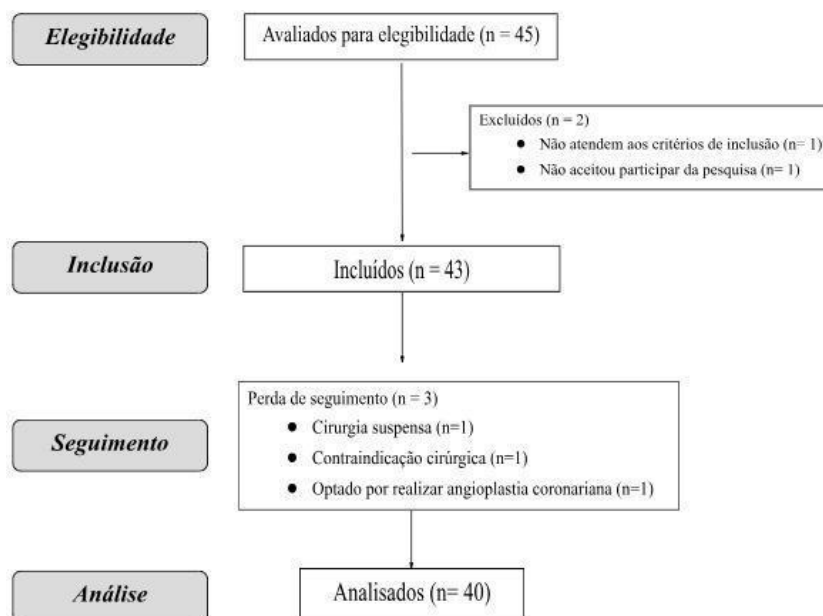 Elegibilidade
Avaliados para elegibilidade (n = 45)
Excluídos (n = 2)
● Não atendem aos critérios de inclusão (n= 1)
● Não aceitou participar da pesquisa (n= 1)
Inclusão
Incluídos (n = 43)
Seguimento
Perda de seguimento (n = 3)
● Cirurgia suspensa (n=1)
● Contraindicação cirúrgica (n=1)
● Optado por realizar angioplastia coronariana (n=1)
Análise
Analisados (n= 40)